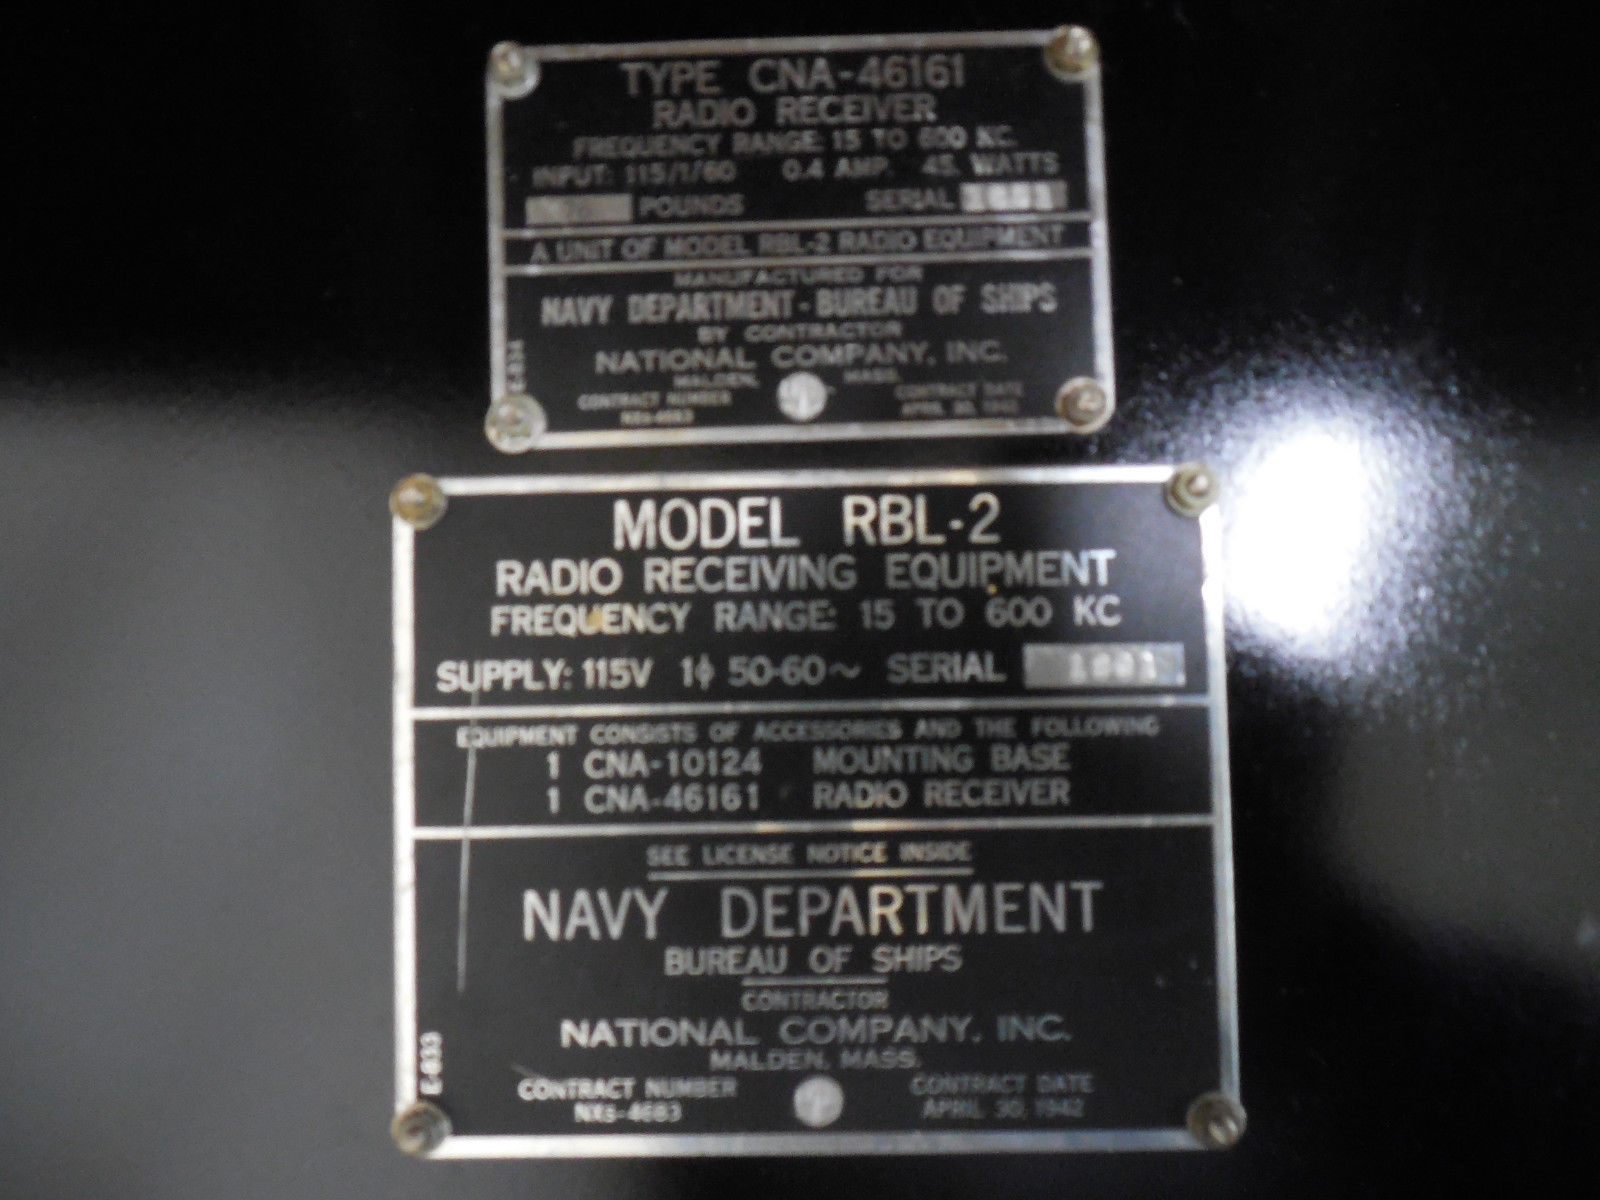 TYPE CNA-46161
RADIO RECEIVER
FREQUENCY RANGE: 15 TO 600 KC.
INPUT: 115/1/60 0.4 AMP. 45. WATTS
POUNDS SERIAL
A UNIT OF MODEL RBL-2 RADIO EQUIPMENT
MANUFACTURED FOR
NAVY DEPARTMENT - BUREAU OF SHIPS
BY CONTRACTOR
NATIONAL COMPANY, INC.
MALDEN, MASS.
CONTRACT NUMBER CONTRACT DATE
APRIL 30, 1942
MODEL RBL-2
RADIO RECEIVING EQUIPMENT
FREQUENCY RANGE: 15 TO 600 KC
SUPPLY: 115V 1ϕ 50-60~ SERIAL
EQUIPMENT CONSISTS OF ACCESSORIES AND THE FOLLOWING
1 CNA-10124 MOUNTING BASE
1 CNA-46161 RADIO RECEIVER
SEE LICENSE NOTICE INSIDE
NAVY DEPARTMENT
BUREAU OF SHIPS
CONTRACTOR
NATIONAL COMPANY, INC.
MALDEN, MASS.
CONTRACT NUMBER CONTRACT DATE
APRIL 30, 1942
E-033